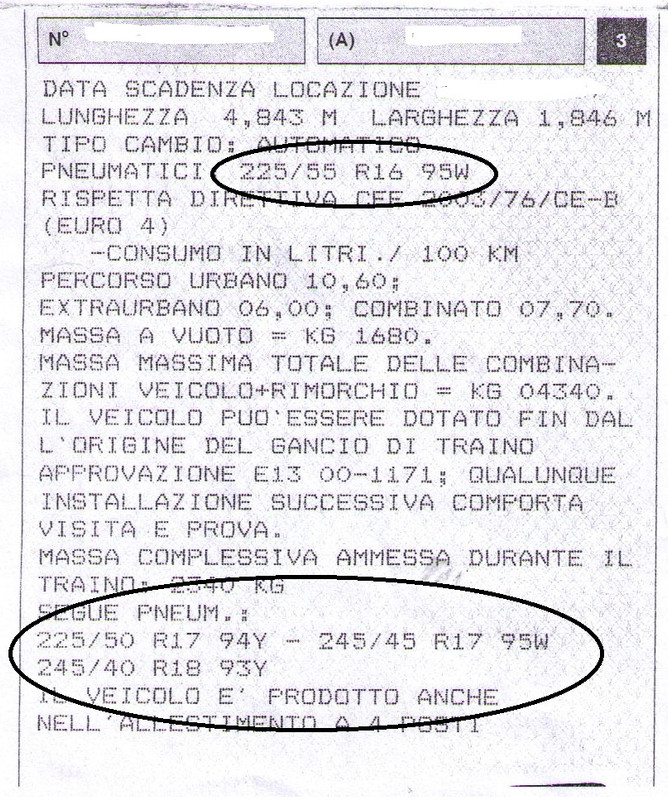 N°
(A)
3
DATA SCADENZA LOCAZIONE
LUNGHEZZA 4,843 M LARGHEZZA 1,846 M
TIPO CAMBIO: AUTOMATICO
PNEUMATICI 225/55 R16 95W
RISPETTA DIRETTIVA CEE 2003/76/CE-B
(EURO 4)
-CONSUMO IN LITRI./ 100 KM
PERCORSO URBANO 10,60;
EXTRAURBANO 06,00; COMBINATO 07,70.
MASSA A VUOTO = KG 1680.
MASSA MASSIMA TOTALE DELLE COMBINA-
ZIONI VEICOLO+RIMORCHIO = KG 04340.
IL VEICOLO PUO'ESSERE DOTATO FIN DAL
L'ORIGINE DEL GANCIO DI TRAINO
APPROVAZIONE E13 00-1171; QUALUNQUE
INSTALLAZIONE SUCCESSIVA COMPORTA
VISITA E PROVA.
MASSA COMPLESSIVA AMMESSA DURANTE IL
TRAINO: 2340 KG
SEGUE PNEUM.:
225/50 R17 94Y - 245/45 R17 95W
245/40 R18 93Y
IL VEICOLO E' PRODOTTO ANCHE
NELL'ALLESTIMENTO A 4 POSTI